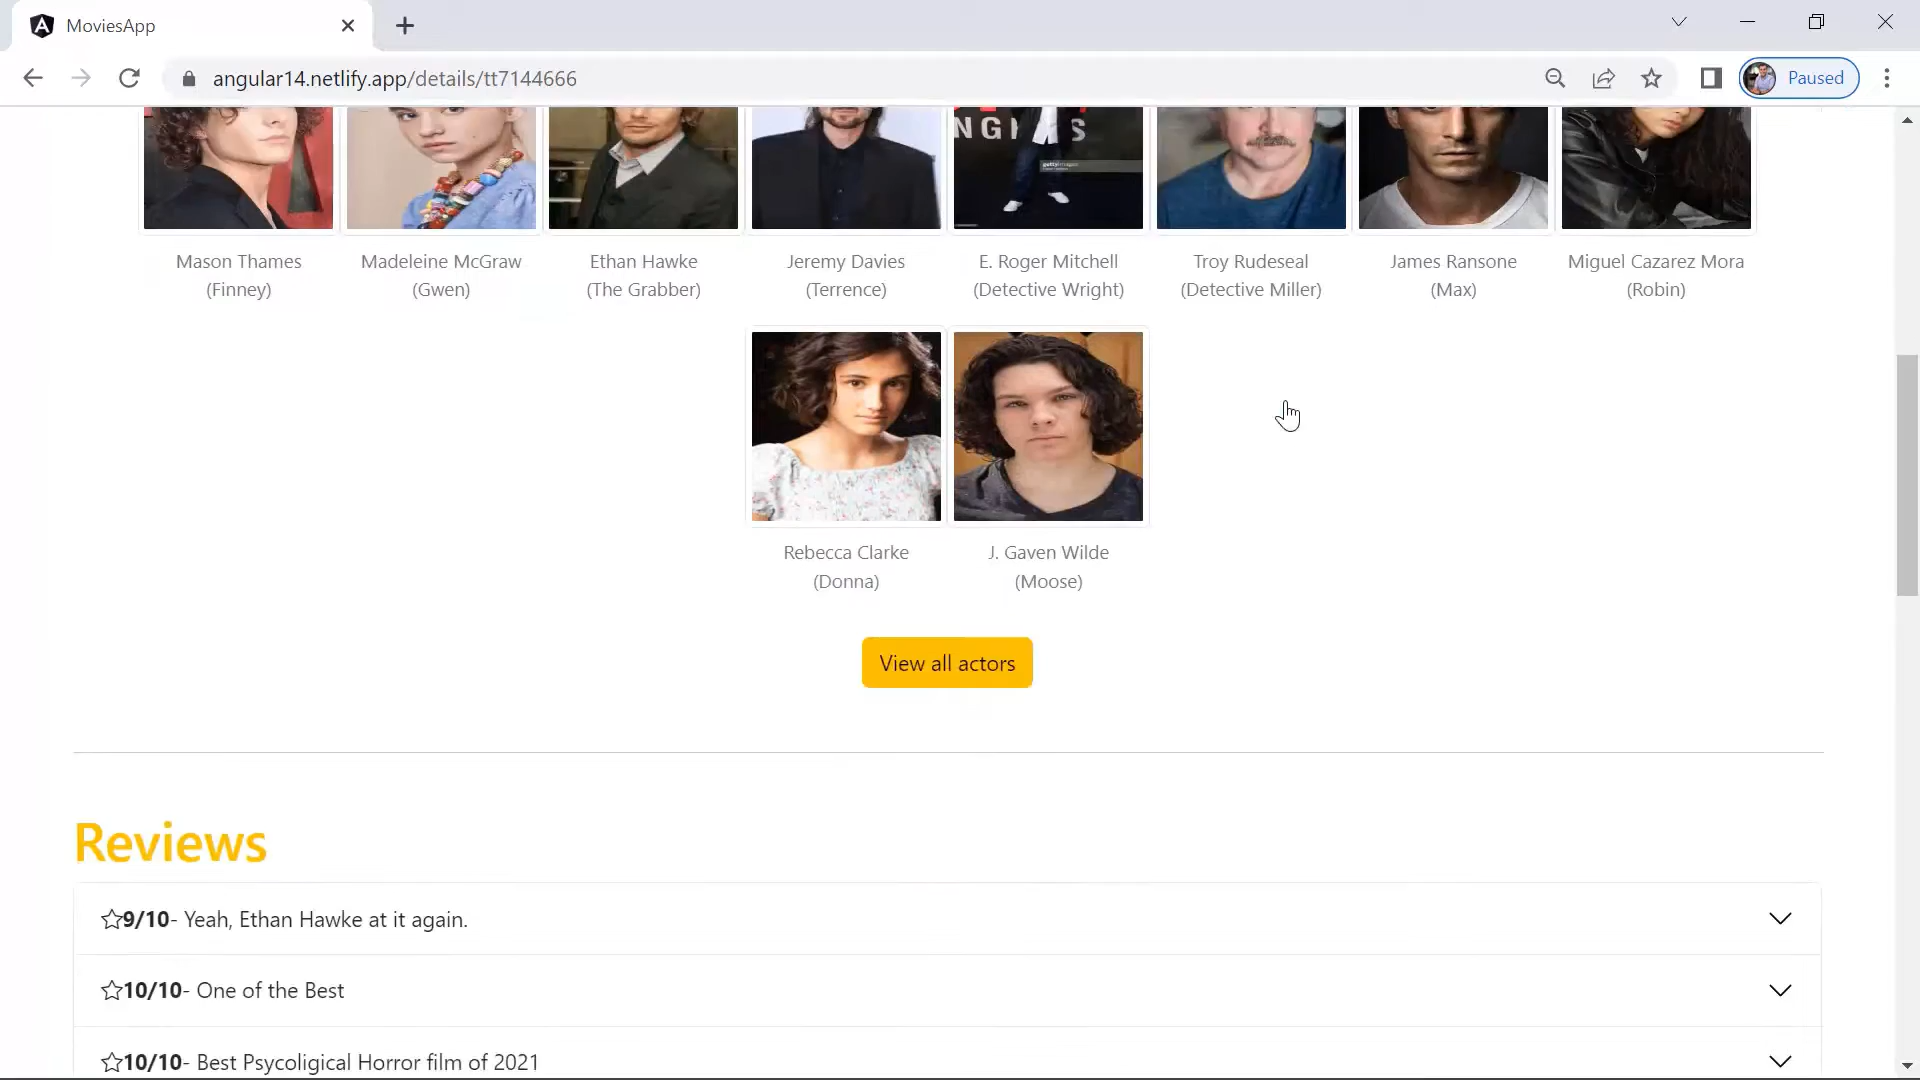 MoviesApp
angular14.netlify.app/details/tt7144666
Paused
NGI S
gettyimages
Mason Thames
(Finney)
Madeleine McGraw
(Gwen)
Ethan Hawke
(The Grabber)
Jeremy Davies
(Terrence)
E. Roger Mitchell
(Detective Wright)
Troy Rudeseal
(Detective Miller)
James Ransone
(Max)
Miguel Cazarez Mora
(Robin)
Rebecca Clarke
(Donna)
J. Gaven Wilde
(Moose)
View all actors
Reviews
9/10- Yeah, Ethan Hawke at it again.
10/10- One of the Best
10/10- Best Psycoligical Horror film of 2021